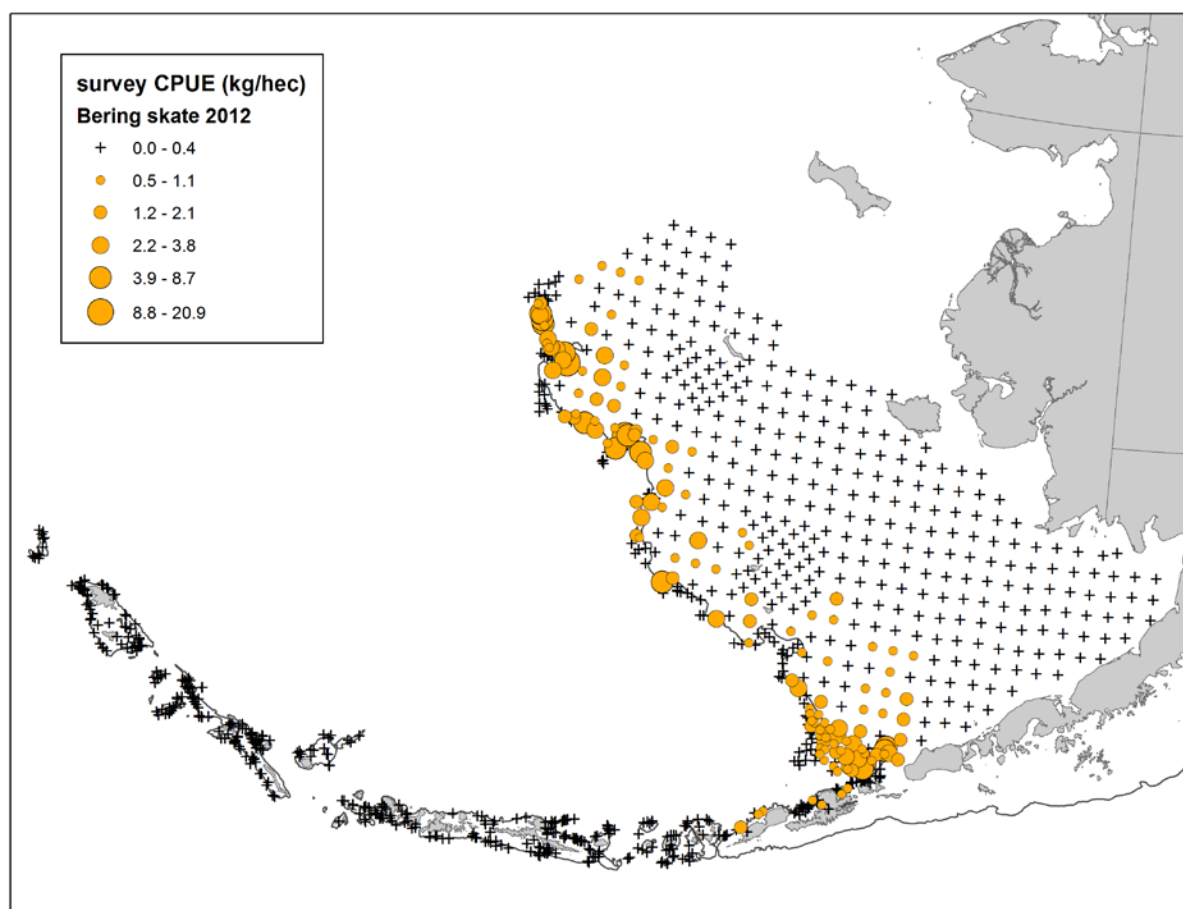 survey CPUE (kg/hec)
Bering skate 2012
0.0 - 0.4
0.5 - 1.1
1.2 - 2.1
2.2 - 3.8
3.9 - 8.7
8.8 - 20.9